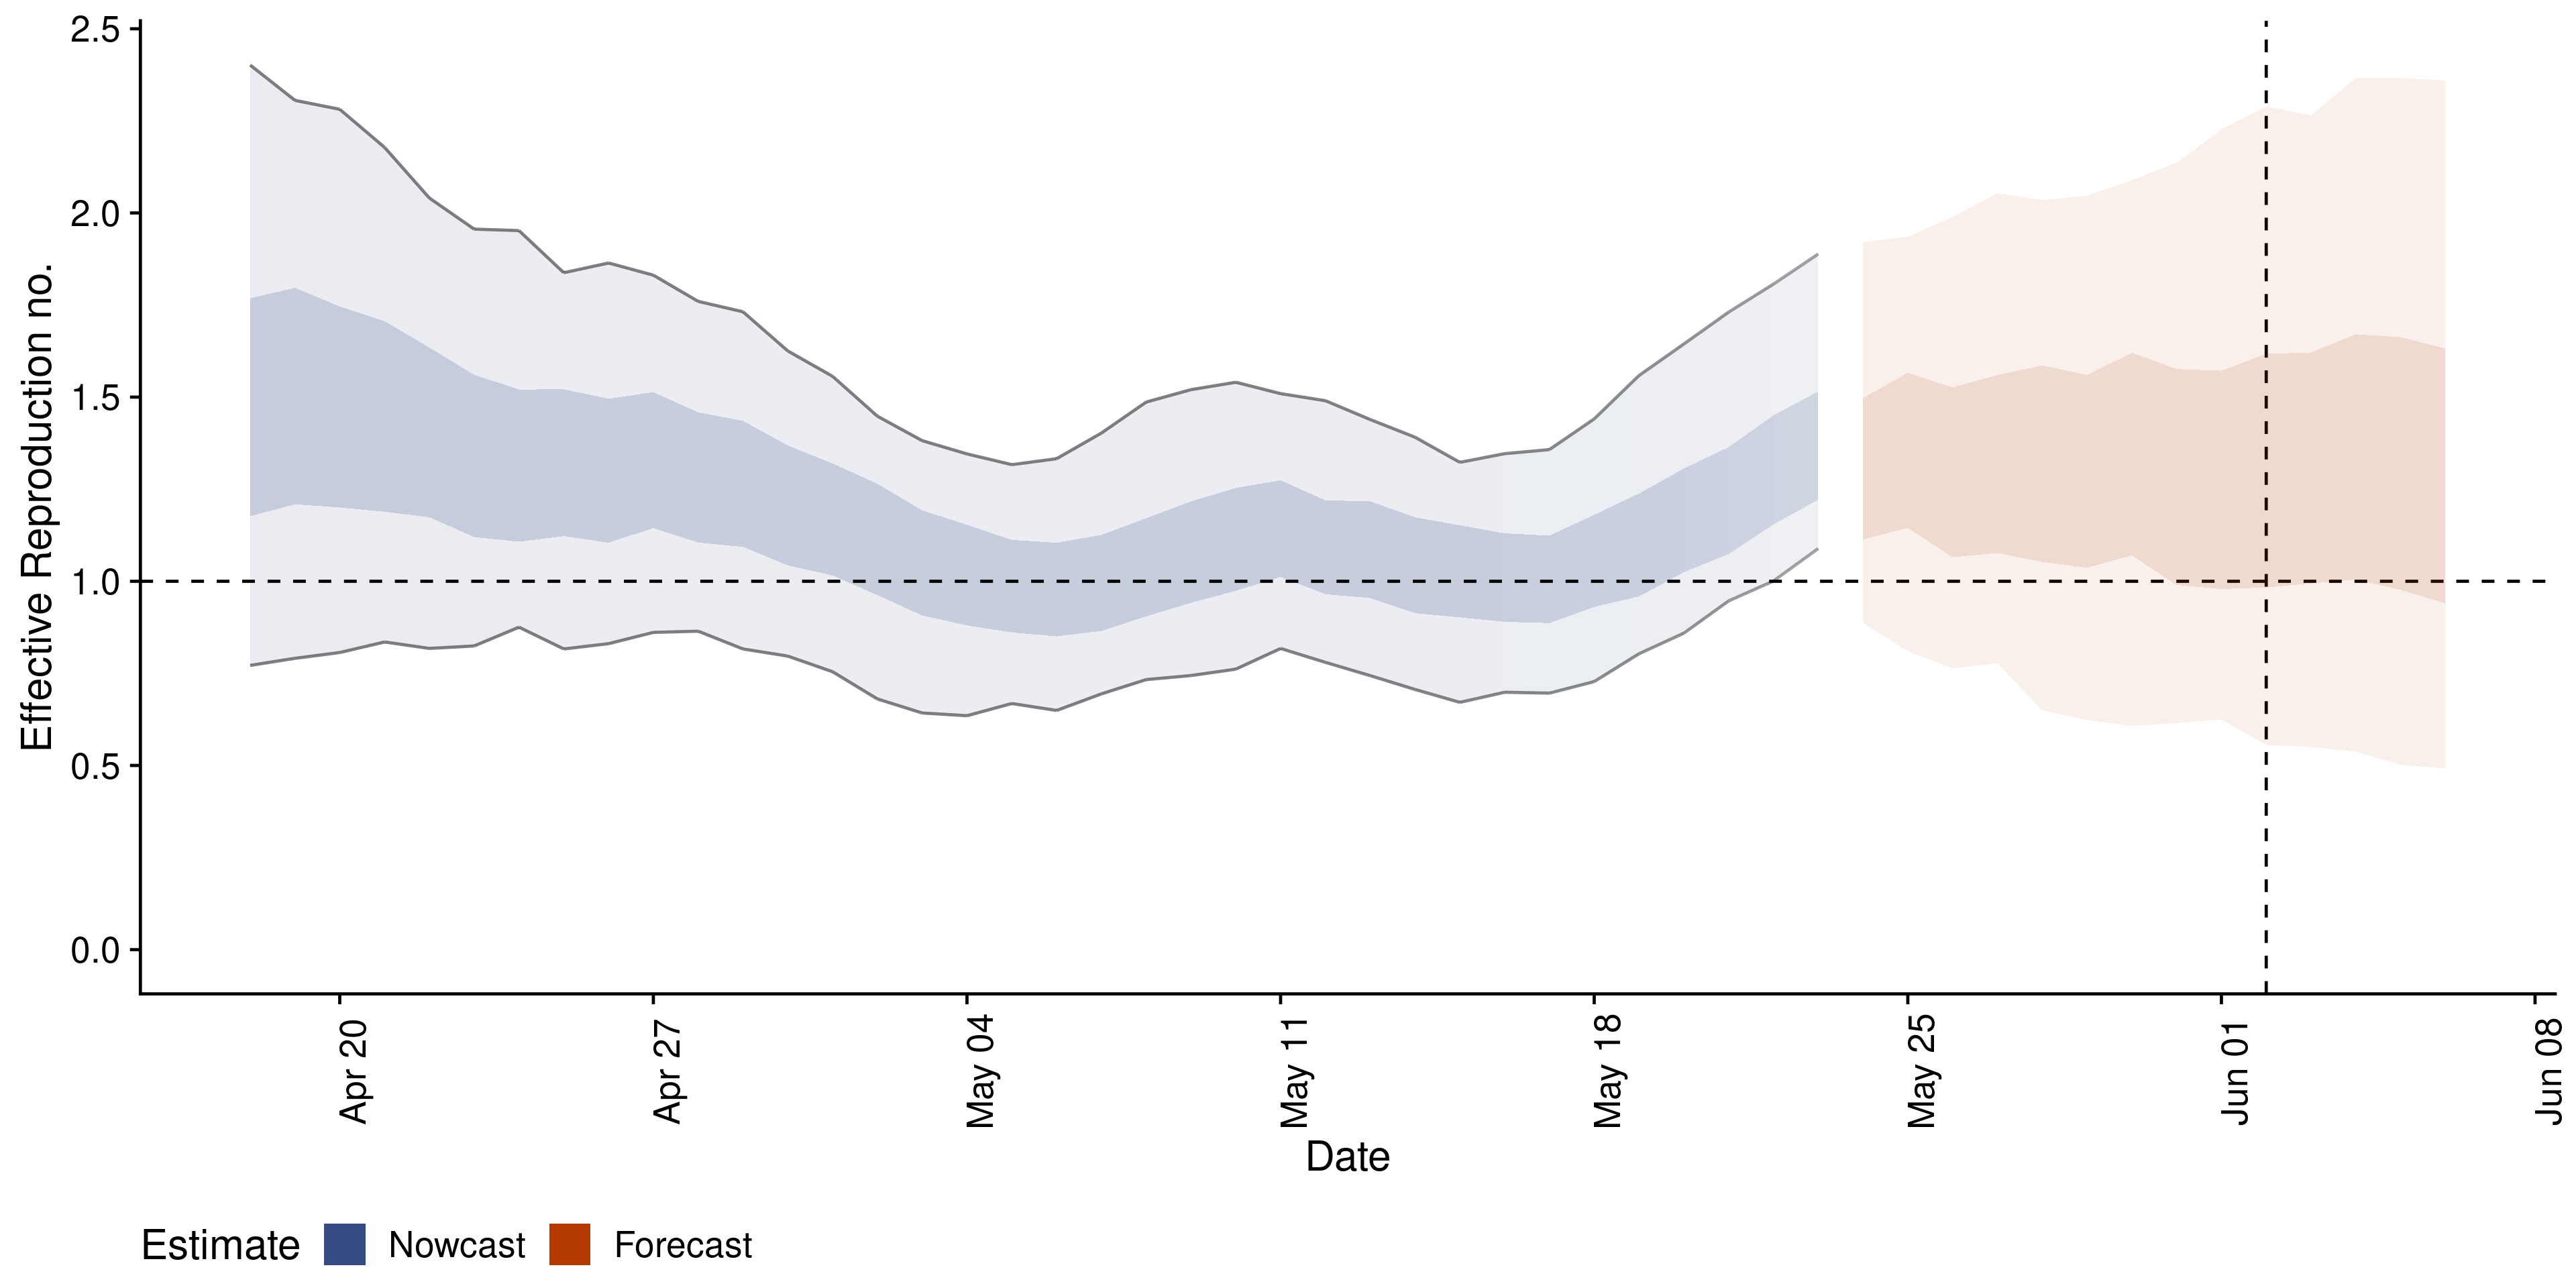 Effective Reproduction no.
2.5
2.0
1.5
1.0
0.5
0.0
Apr 20
Apr 27
May 04
May 11
May 18
May 25
Jun 01
Jun 08
Date
Estimate Nowcast Forecast